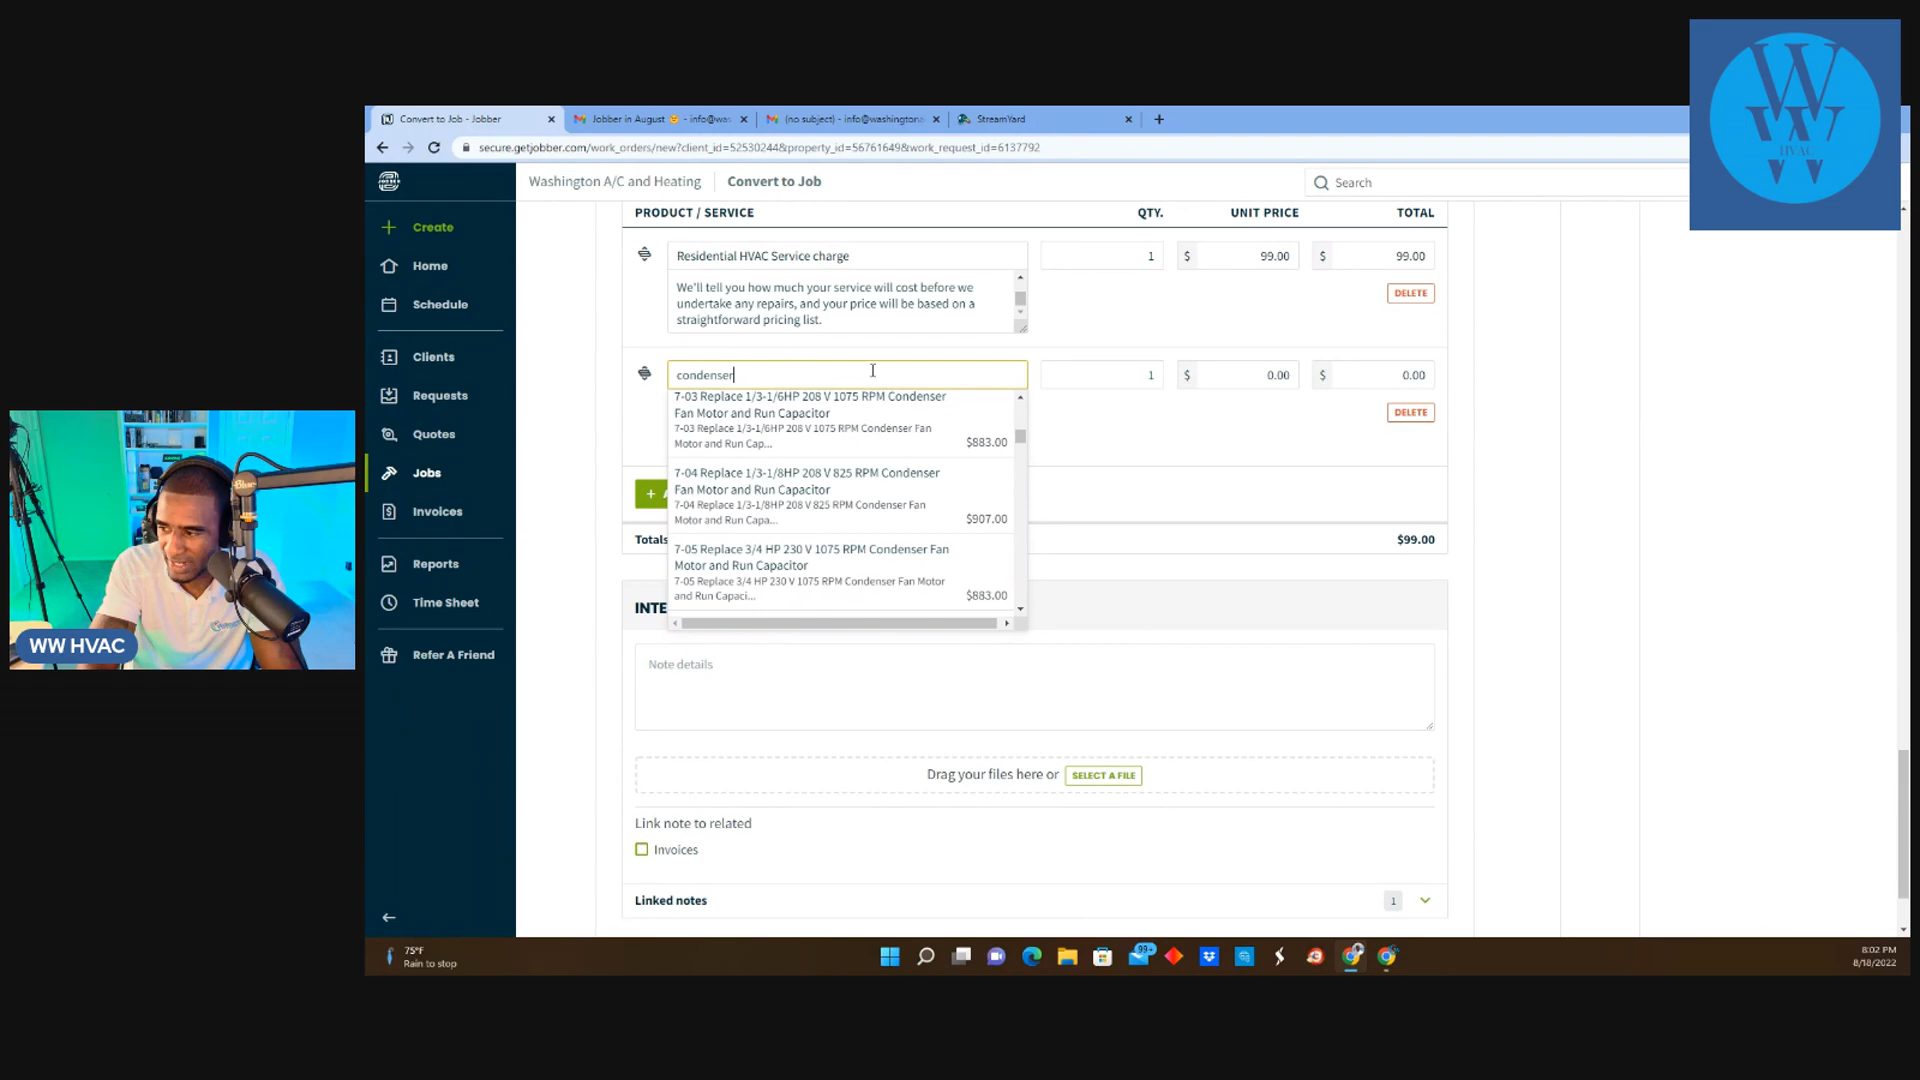 W W
W W
HVAC
W
Convert to Job - Jobber
Jobber in August 😊 - info@was
(no subject) - info@washingtona
StreamYard
secure.getjobber.com/work_orders/new?client_id=52530244&property_id=56761649&work_request_id=6137792
JOBBER
Washington A/C and Heating
Convert to Job
Search
Create
Home
Schedule
Clients
Requests
Quotes
Jobs
Invoices
Reports
Time Sheet
Refer A Friend
PRODUCT / SERVICE QTY. UNIT PRICE TOTAL
Residential HVAC Service charge 1 $ 99.00 $ 99.00
We'll tell you how much your service will cost before we
undertake any repairs, and your price will be based on a
straightforward pricing list.
DELETE
condenser 1 $ 0.00 $ 0.00
DELETE
7-03 Replace 1/3-1/6HP 208 V 1075 RPM Condenser
Fan Motor and Run Capacitor
7-03 Replace 1/3-1/6HP 208 V 1075 RPM Condenser Fan
Motor and Run Cap... $883.00
7-04 Replace 1/3-1/8HP 208 V 825 RPM Condenser
Fan Motor and Run Capacitor
7-04 Replace 1/3-1/8HP 208 V 825 RPM Condenser Fan
Motor and Run Capa... $907.00
7-05 Replace 3/4 HP 230 V 1075 RPM Condenser Fan
Motor and Run Capacitor
7-05 Replace 3/4 HP 230 V 1075 RPM Condenser Fan Motor
and Run Capaci... $883.00
+ A
Totals $99.00
INTE
Note details
Drag your files here or SELECT A FILE
Link note to related
Invoices
Linked notes 1
Blue
WW HVAC
75°F
Rain to stop
99+
8:02 PM
8/18/2022